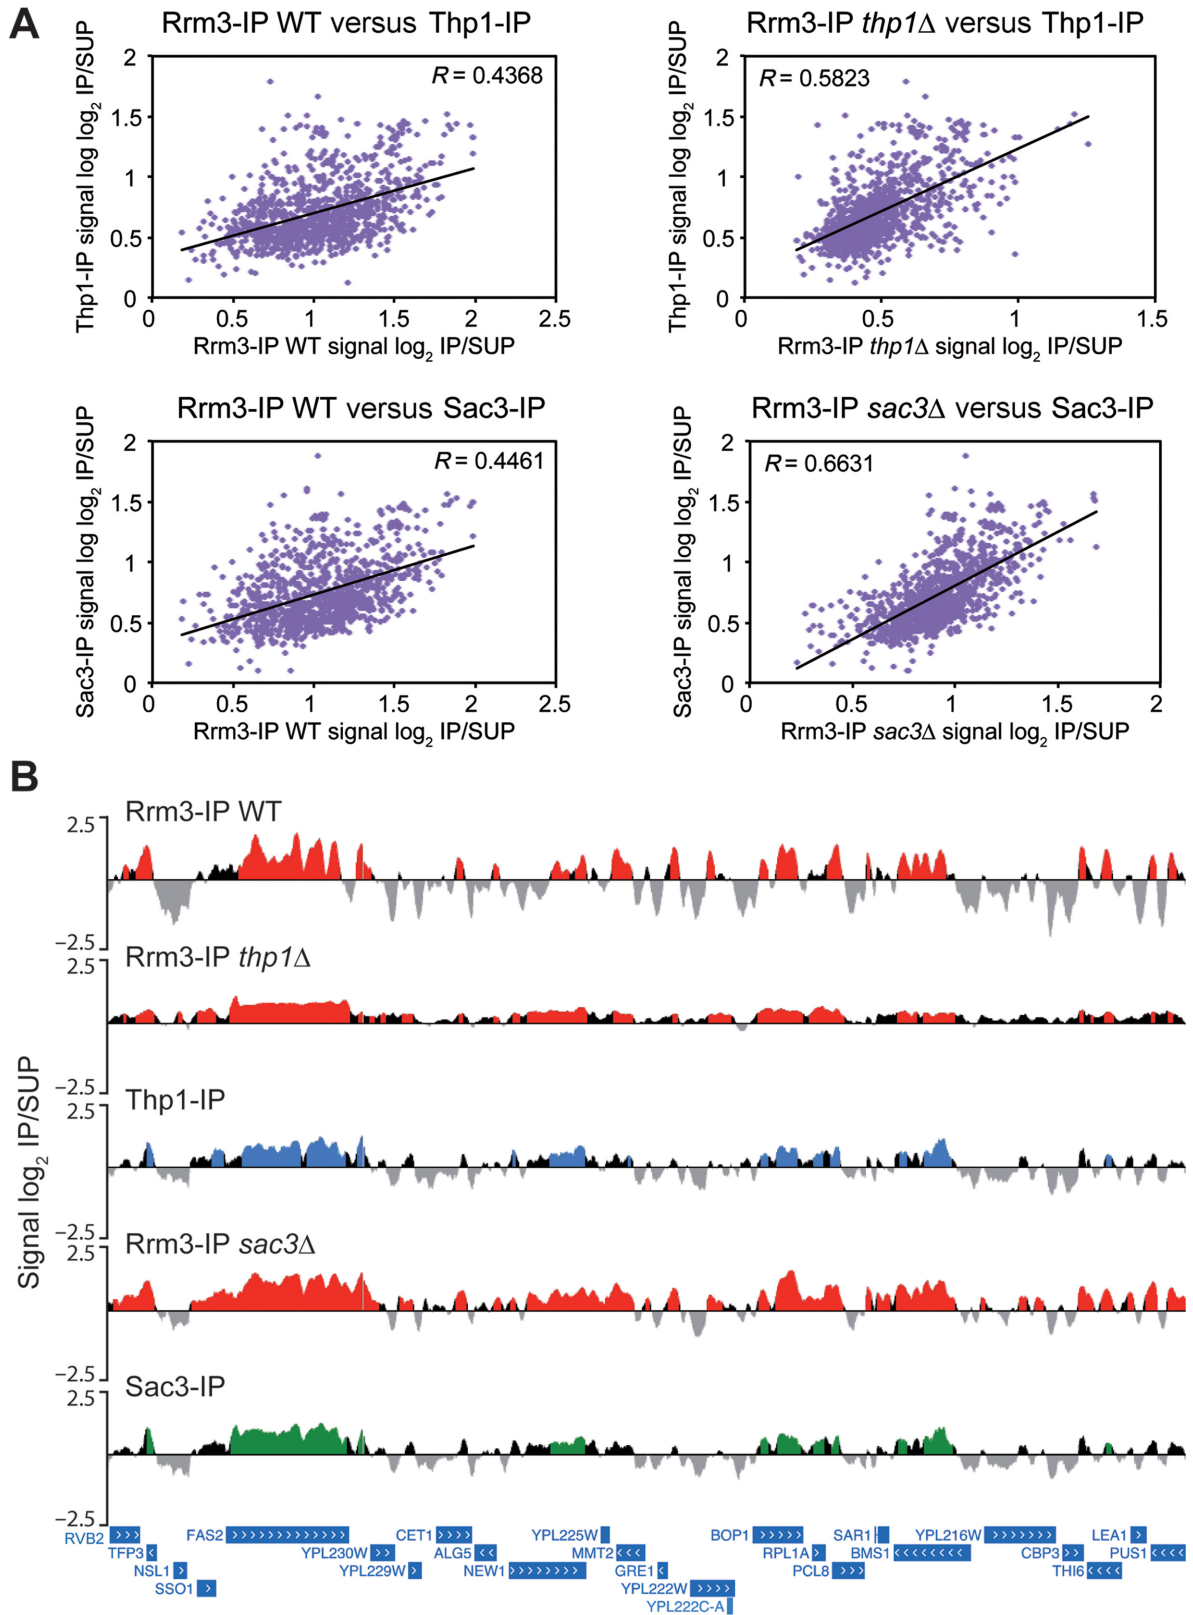 A
Rrm3-IP WT versus Thp1-IP
Thp1-IP signal log log2 IP/SUP
2
1.5
1
0.5
0
R = 0.4368
0 0.5 1 1.5 2 2.5
Rrm3-IP WT signal log2 IP/SUP
Rrm3-IP thp1Δ versus Thp1-IP
Thp1-IP signal log log2 IP/SUP
2
1.5
1
0.5
0
R = 0.5823
0 0.5 1 1.5
Rrm3-IP thp1Δ signal log2 IP/SUP
Rrm3-IP WT versus Sac3-IP
Sac3-IP signal log log2 IP/SUP
2
1.5
1
0.5
0
R = 0.4461
0 0.5 1 1.5 2 2.5
Rrm3-IP WT signal log2 IP/SUP
Rrm3-IP sac3Δ versus Sac3-IP
Sac3-IP signal log log2 IP/SUP
2
1.5
1
0.5
0
R = 0.6631
0 0.5 1 1.5 2
Rrm3-IP sac3Δ signal log2 IP/SUP
B
Signal log2 IP/SUP
Rrm3-IP WT
2.5
−2.5
Rrm3-IP thp1Δ
2.5
−2.5
Thp1-IP
2.5
−2.5
Rrm3-IP sac3Δ
2.5
−2.5
Sac3-IP
2.5
−2.5
RVB2 FAS2 CET1 YPL225W BOP1 SAR1 YPL216W LEA1
TFP3 YPL230W ALG5 MMT2 RPL1A BMS1 CBP3 PUS1
NSL1 YPL229W NEW1 GRE1 PCL8 THI6
SSO1 YPL222W
YPL222C-A